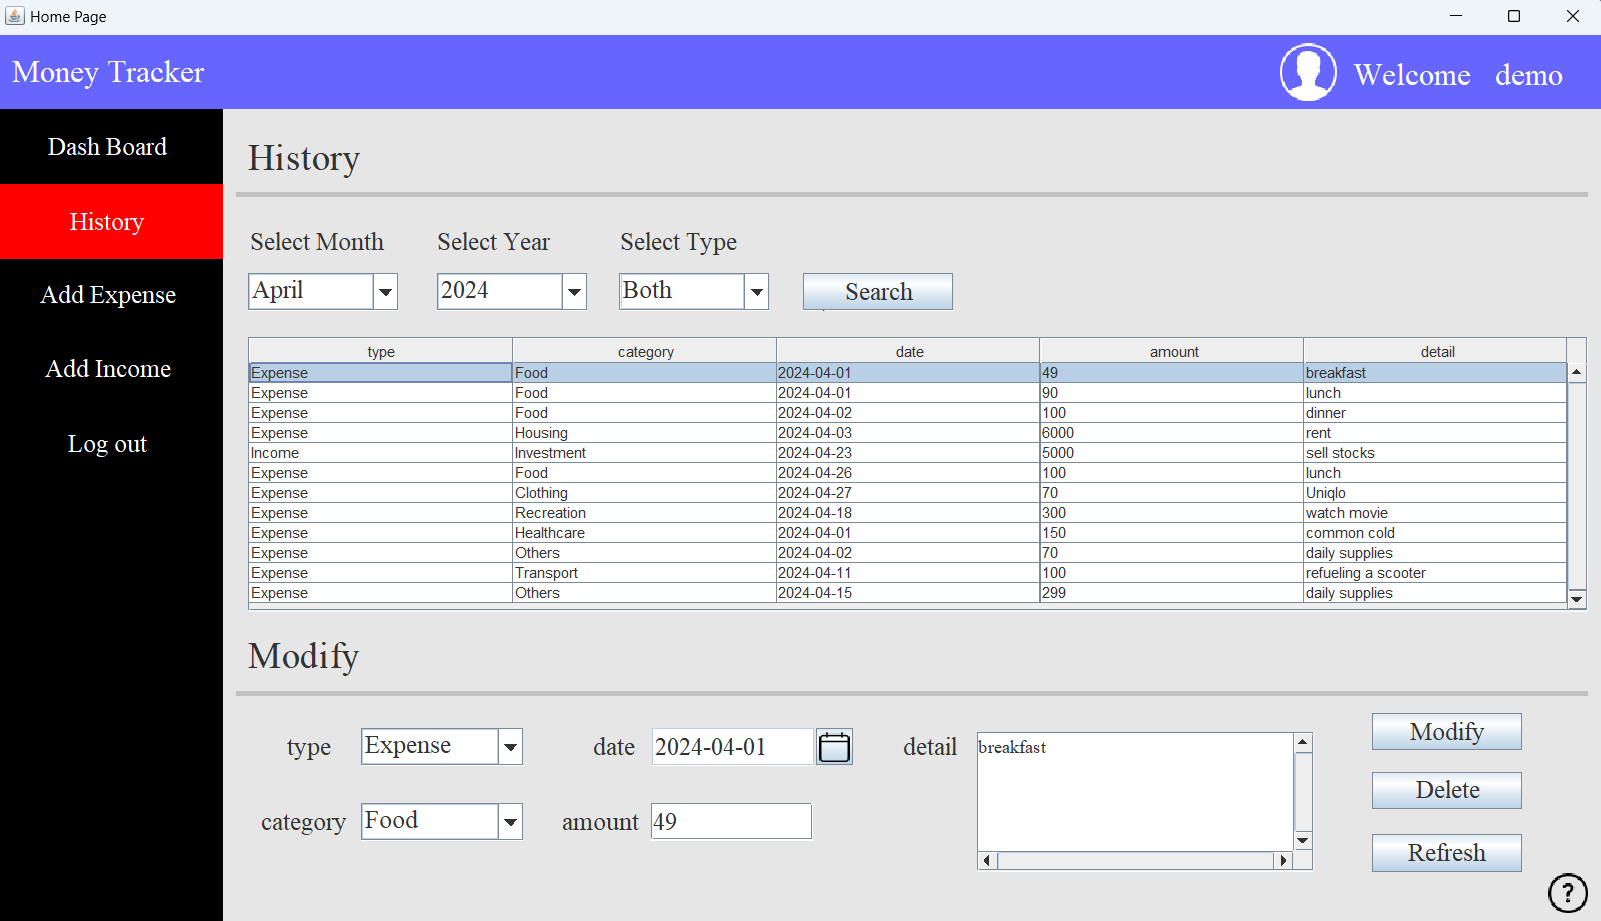 Home Page
Money Tracker
Welcome demo
Dash Board
History
Add Expense
Add Income
Log out
History
Select Month Select Year Select Type
April 2024 Both Search
type category date amount detail
Expense Food 2024-04-01 49 breakfast
Expense Food 2024-04-01 90 lunch
Expense Food 2024-04-02 100 dinner
Expense Housing 2024-04-03 6000 rent
Income Investment 2024-04-23 5000 sell stocks
Expense Food 2024-04-26 100 lunch
Expense Clothing 2024-04-27 70 Uniqlo
Expense Recreation 2024-04-18 300 watch movie
Expense Healthcare 2024-04-01 150 common cold
Expense Others 2024-04-02 70 daily supplies
Expense Transport 2024-04-11 100 refueling a scooter
Expense Others 2024-04-15 299 daily supplies
Modify
type Expense date 2024-04-01 detail breakfast
category Food amount 49
Modify
Delete
Refresh
?